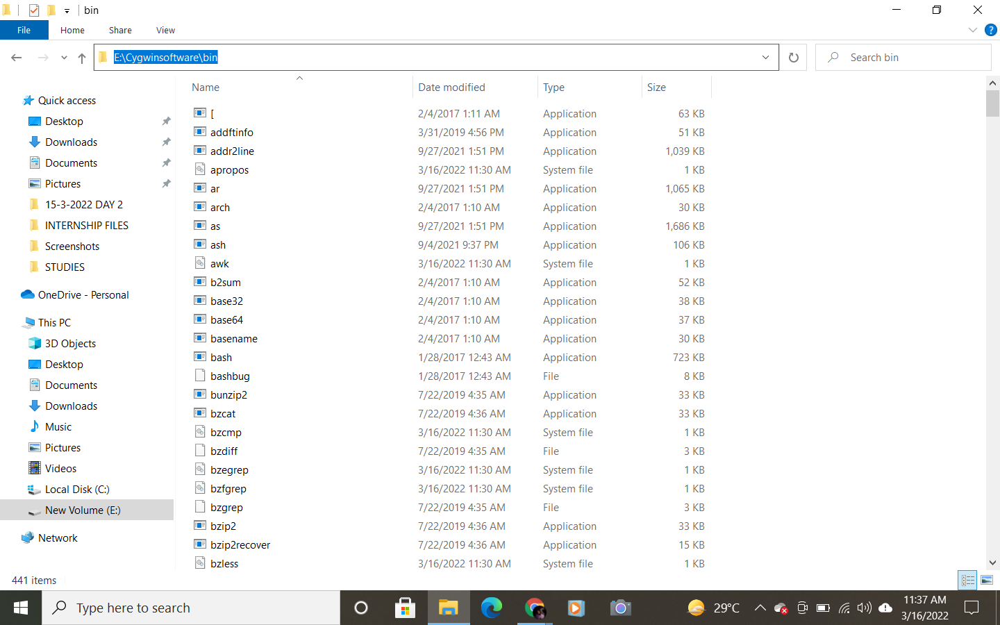 bin
File Home Share View
E:\Cygwinsoftware\bin
Search bin
Name Date modified Type Size
Quick access
Desktop
Downloads
Documents
Pictures
15-3-2022 DAY 2
INTERNSHIP FILES
Screenshots
STUDIES
OneDrive - Personal
This PC
3D Objects
Desktop
Documents
Downloads
Music
Pictures
Videos
Local Disk (C:)
New Volume (E:)
Network
[ 2/4/2017 1:11 AM Application 63 KB
addftinfo 3/31/2019 4:56 PM Application 51 KB
addr2line 9/27/2021 1:51 PM Application 1,039 KB
apropos 3/16/2022 11:30 AM System file 1 KB
ar 9/27/2021 1:51 PM Application 1,065 KB
arch 2/4/2017 1:10 AM Application 30 KB
as 9/27/2021 1:51 PM Application 1,686 KB
ash 9/4/2021 9:37 PM Application 106 KB
awk 3/16/2022 11:30 AM System file 1 KB
b2sum 2/4/2017 1:10 AM Application 52 KB
base32 2/4/2017 1:10 AM Application 38 KB
base64 2/4/2017 1:10 AM Application 37 KB
basename 2/4/2017 1:10 AM Application 30 KB
bash 1/28/2017 12:43 AM Application 723 KB
bashbug 1/28/2017 12:43 AM File 8 KB
bunzip2 7/22/2019 4:35 AM Application 33 KB
bzcat 7/22/2019 4:36 AM Application 33 KB
bzcmp 3/16/2022 11:30 AM System file 1 KB
bzdiff 7/22/2019 4:35 AM File 3 KB
bzegrep 3/16/2022 11:30 AM System file 1 KB
bzfgrep 3/16/2022 11:30 AM System file 1 KB
bzgrep 7/22/2019 4:35 AM File 3 KB
bzip2 7/22/2019 4:36 AM Application 33 KB
bzip2recover 7/22/2019 4:36 AM Application 15 KB
bzless 3/16/2022 11:30 AM System file 1 KB
441 items
Type here to search
29°C
11:37 AM
3/16/2022